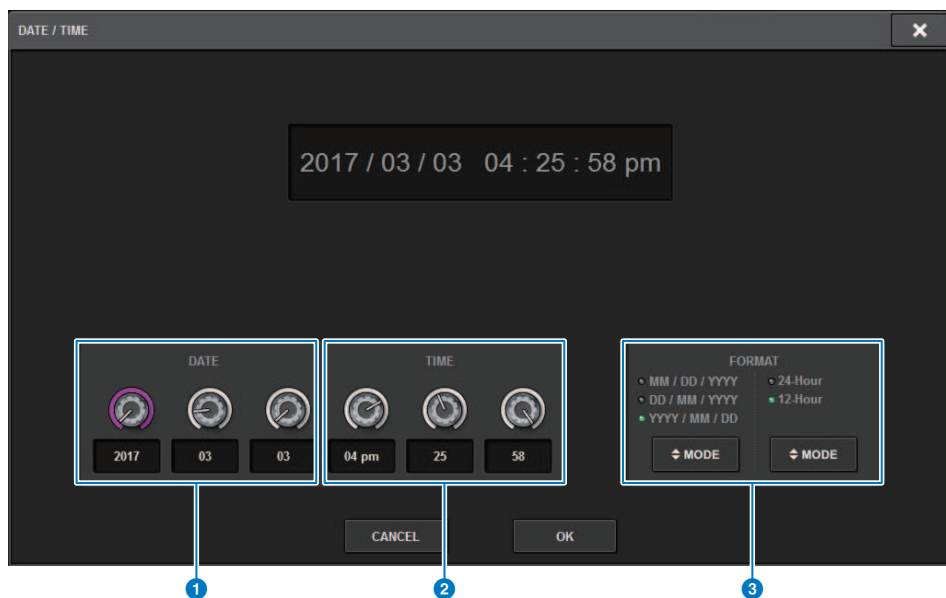 DATE / TIME
2017 / 03 / 03 04 : 25 : 58 pm
DATE
2017 03 03
TIME
04 pm 25 58
FORMAT
MM / DD / YYYY
DD / MM / YYYY
YYYY / MM / DD
MODE
24-Hour
12-Hour
MODE
CANCEL OK
1 2 3